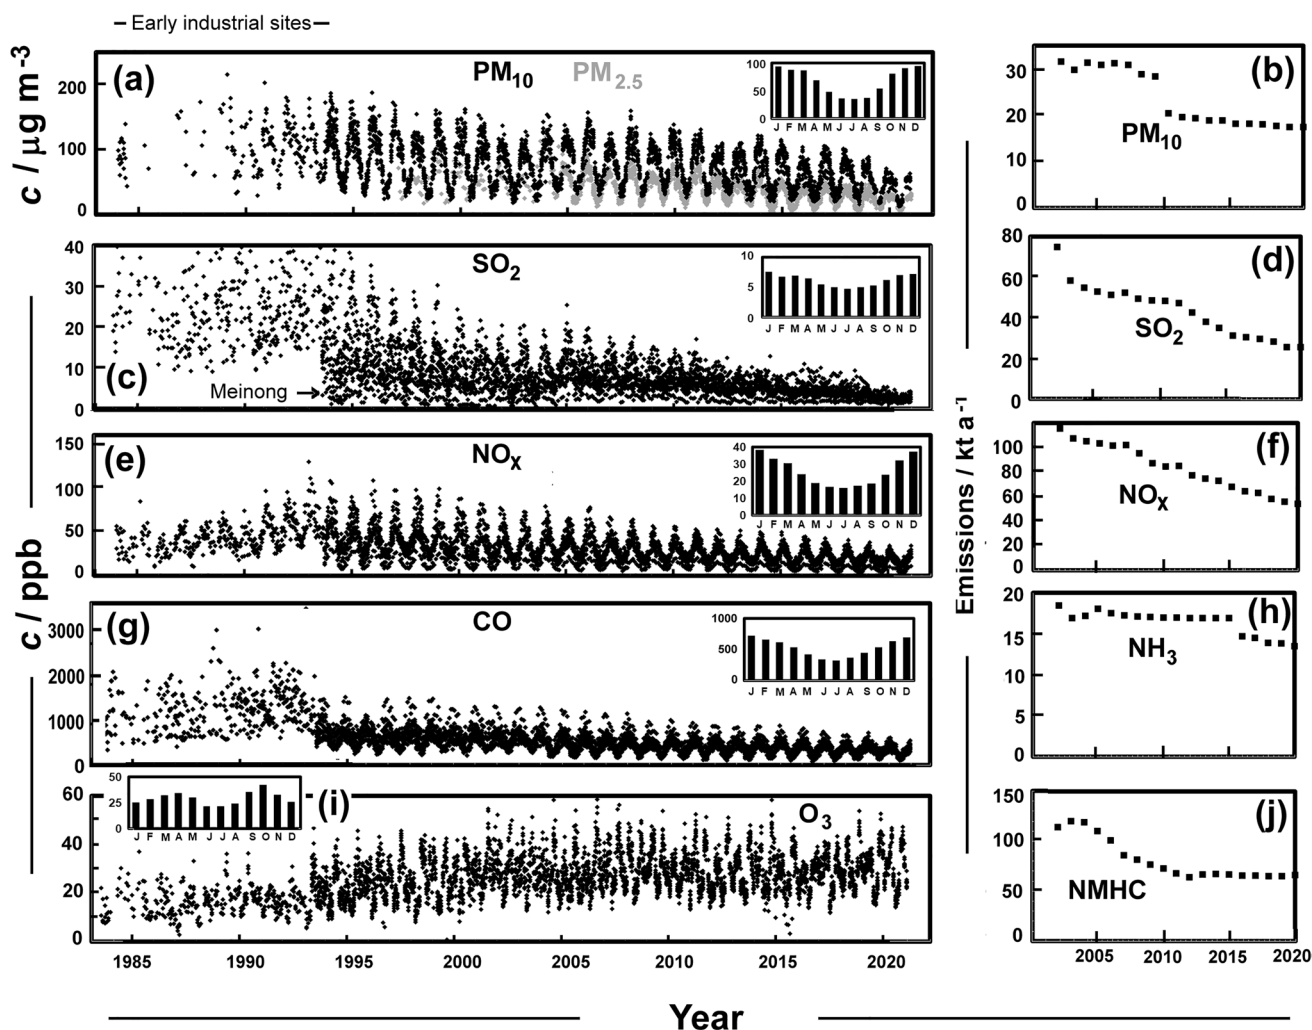 Early industrial sites
c / µg m-3
(a)
PM10
PM2.5
200
100
0
100
50
0
J F M A M J J A S O N D
(b)
PM10
30
20
10
0
(c)
SO2
Meinong
40
30
20
10
0
10
5
0
J F M A M J J A S O N D
(d)
SO2
80
60
40
20
0
c / ppb
Emissions / kt a-1
(e)
NOX
150
100
50
0
40
30
20
10
0
J F M A M J J A S O N D
(f)
NOX
100
80
60
40
20
0
(g)
CO
3000
2000
1000
0
1000
500
0
J F M A M J J A S O N D
(h)
NH3
20
15
10
5
0
(i)
O3
60
40
20
0
50
25
0
J F M A M J J A S O N D
1985 1990 1995 2000 2005 2010 2015 2020
(j)
NMHC
150
100
50
0
2005 2010 2015 2020
Year